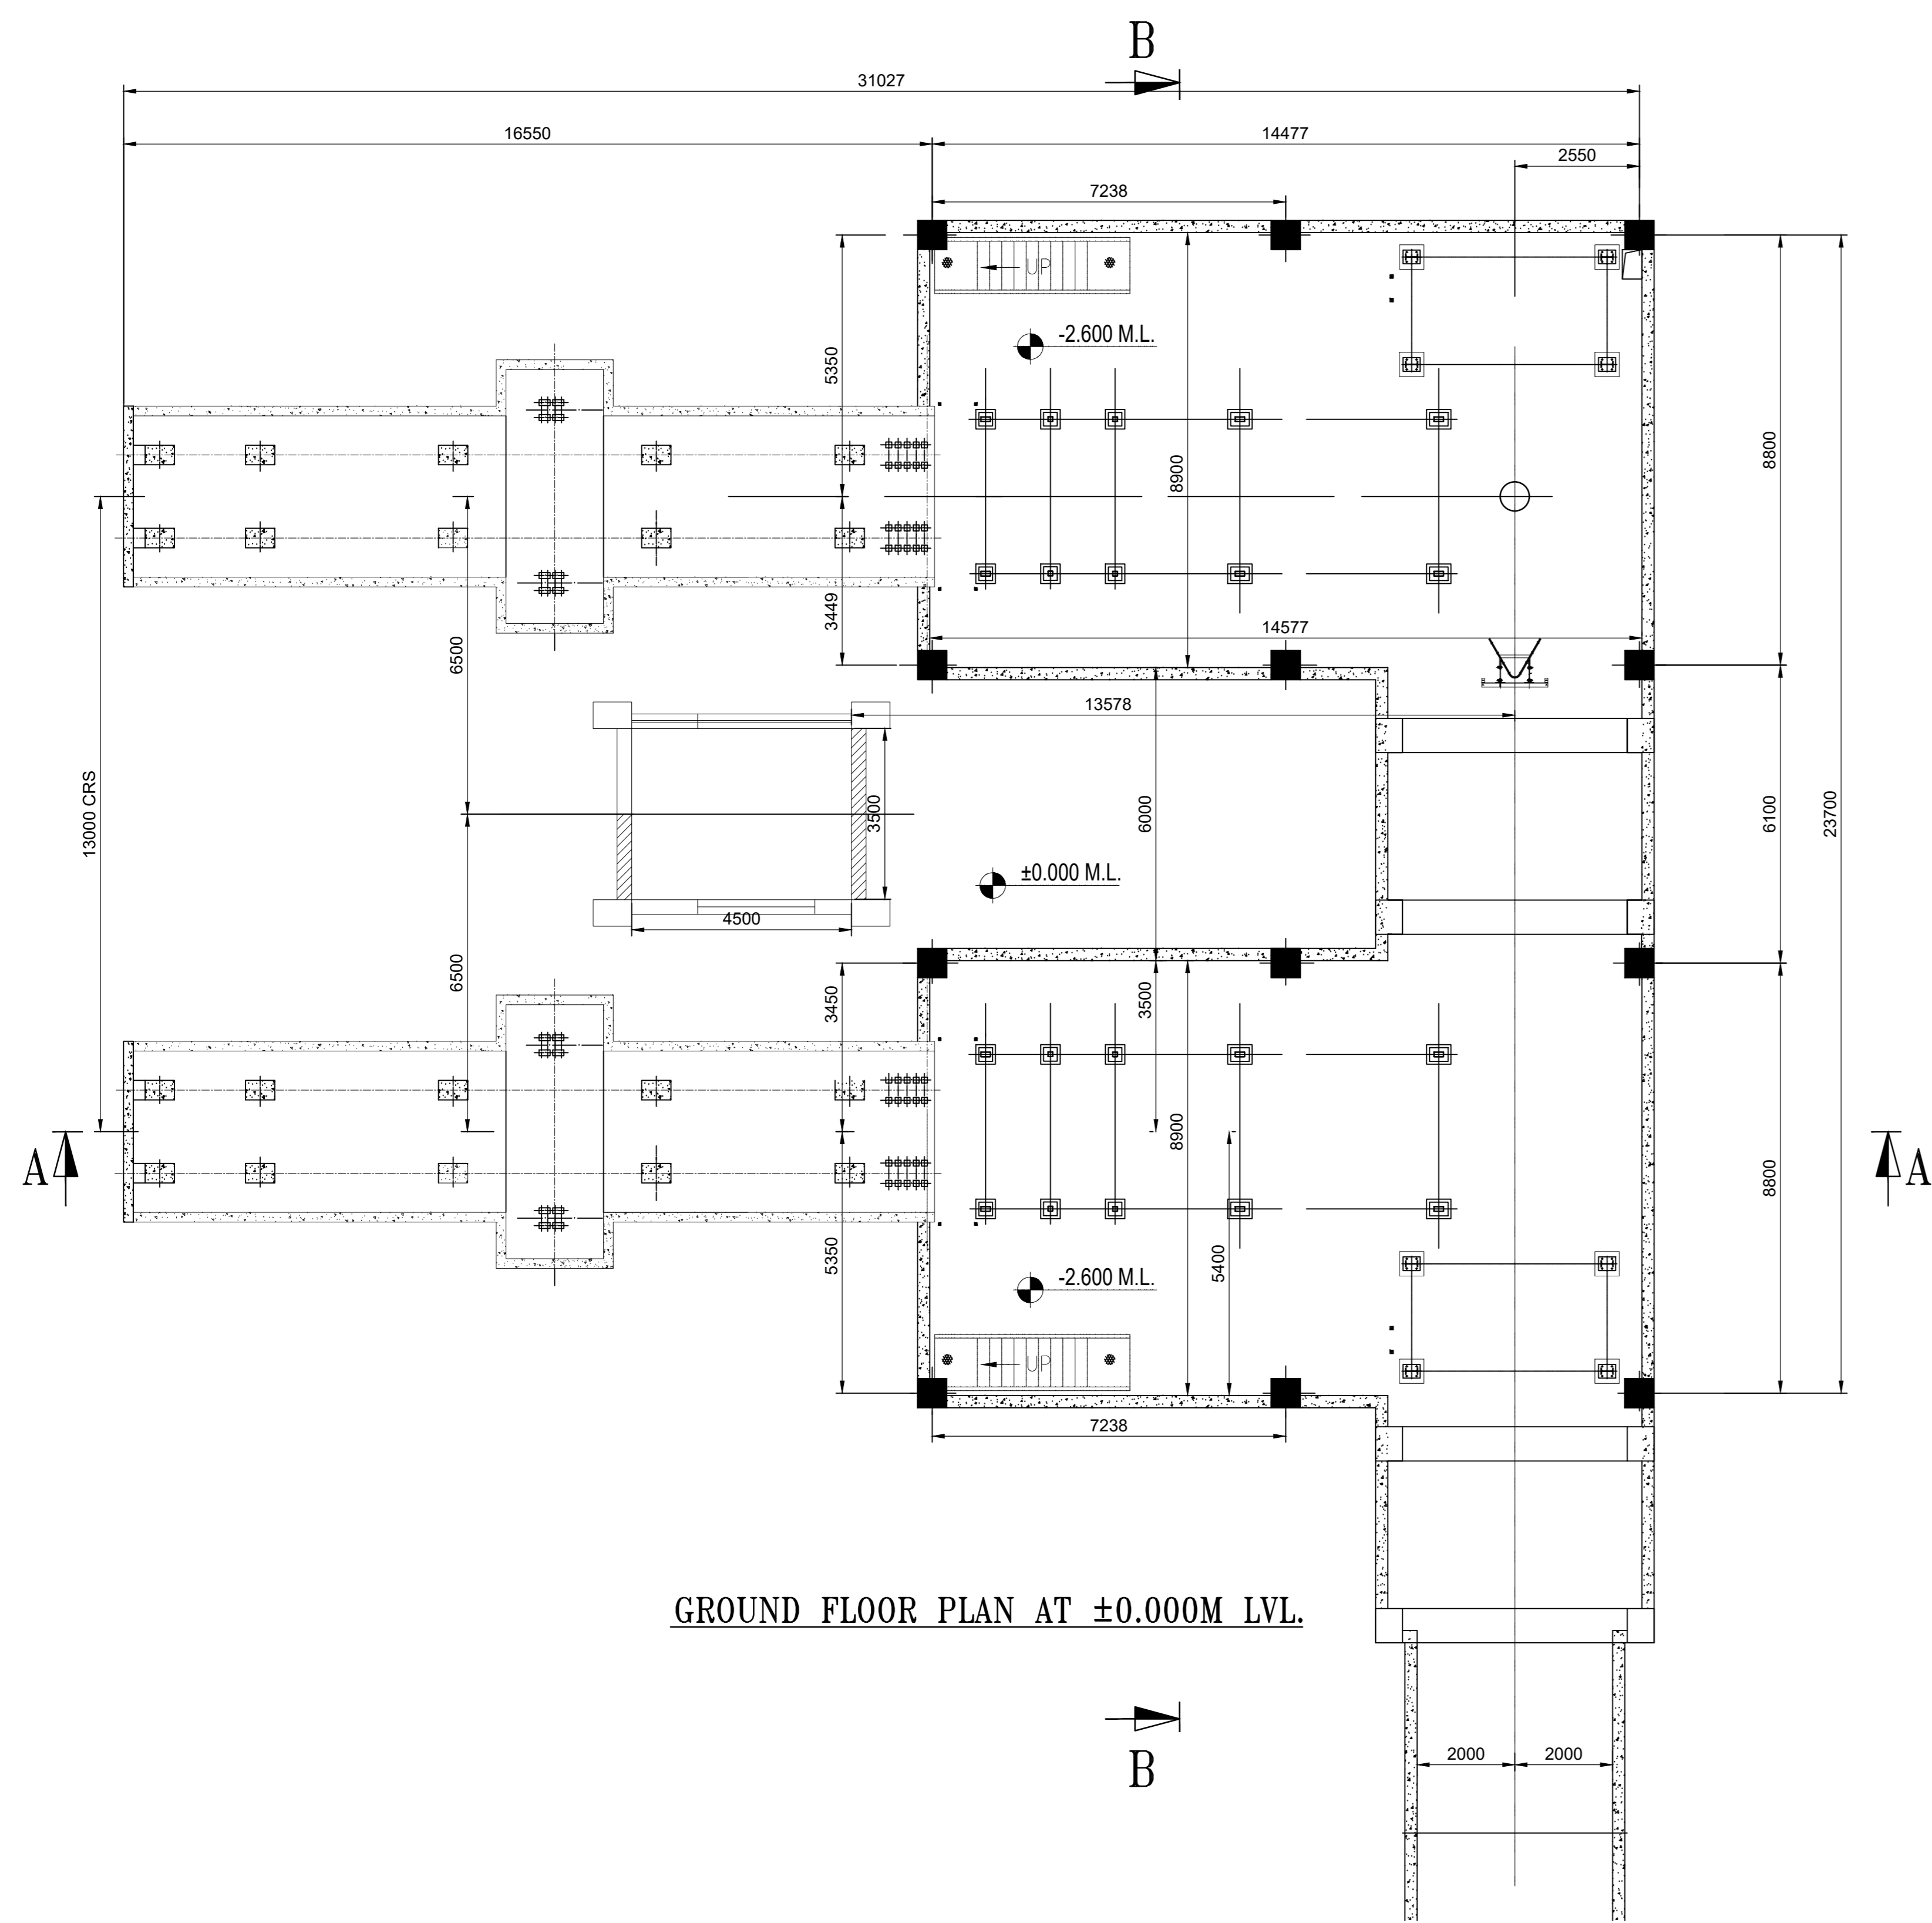 B
31027
16550
14477
2550
7238
UP
-2.600 M.L.
5350
8900
8800
3449
14577
6500
13578
13000 CRS
3500
6000
6100
23700
±0.000 M.L.
4500
6500
3450
3500
8900
A
A
8800
5350
5400
-2.600 M.L.
UP
7238
GROUND FLOOR PLAN AT ±0.000M LVL.
B
2000
2000